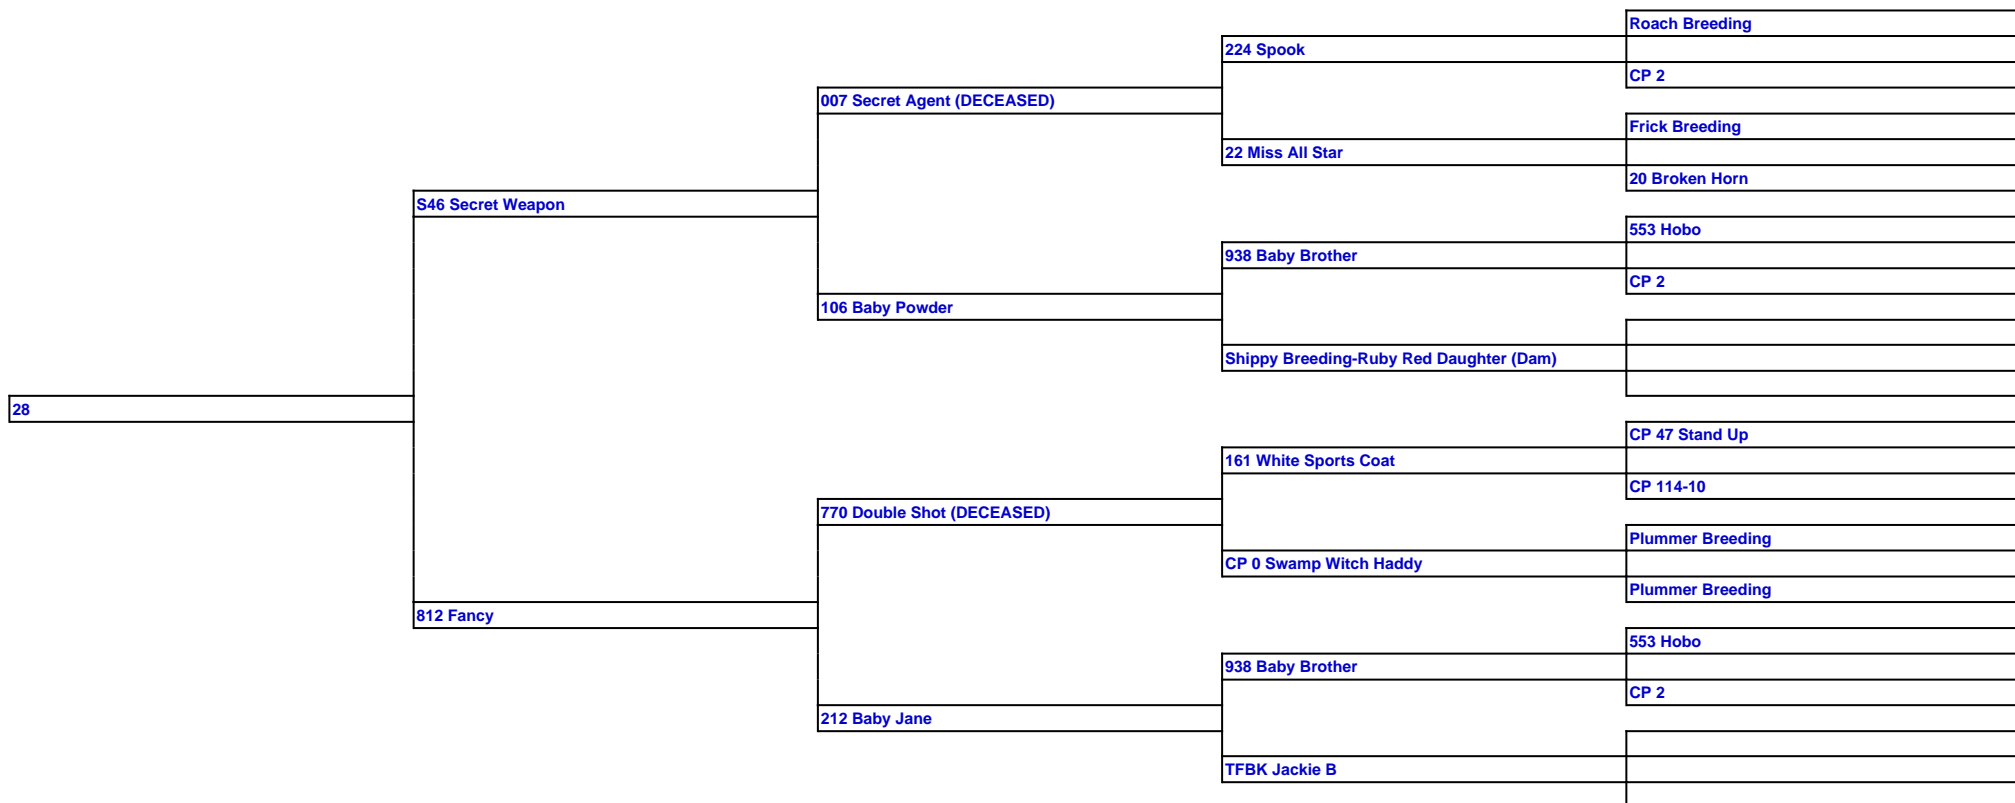 Roach Breeding
224 Spook
CP 2
007 Secret Agent (DECEASED)
Frick Breeding
22 Miss All Star
20 Broken Horn
S46 Secret Weapon
553 Hobo
938 Baby Brother
CP 2
106 Baby Powder
Shippy Breeding-Ruby Red Daughter (Dam)
28
CP 47 Stand Up
161 White Sports Coat
CP 114-10
770 Double Shot (DECEASED)
Plummer Breeding
CP 0 Swamp Witch Haddy
Plummer Breeding
812 Fancy
553 Hobo
938 Baby Brother
CP 2
212 Baby Jane
TFBK Jackie B